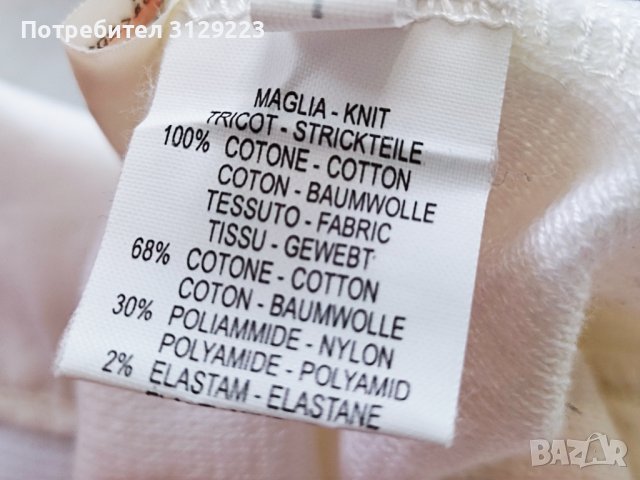 Потребител 3129223
MAGLIA - KNIT
TRICOT - STRICKTEILE
100% COTONE - COTTON
COTON - BAUMWOLLE
TESSUTO - FABRIC
TISSU - GEWEBT
68% COTONE - COTTON
COTON - BAUMWOLLE
30% POLIAMMIDE - NYLON
POLYAMIDE - POLYAMID
2% ELASTAM - ELASTANE
BAZAR